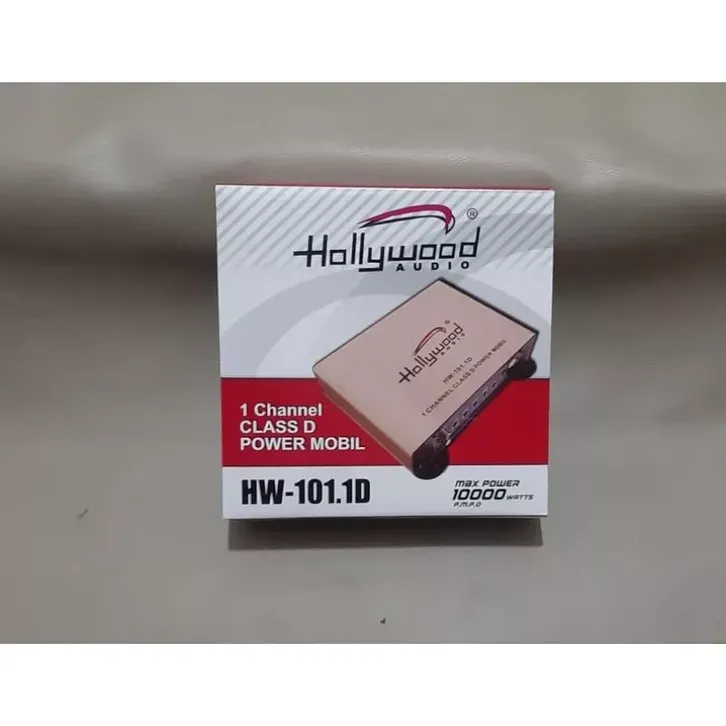 Hollywood ®
AUDIO
Hollywood ®
AUDIO
HW-101.1D
1 CHANNEL CLASS D POWER MOBIL
1 Channel
CLASS D
POWER MOBIL
HW-101.1D
MAX POWER
10000 WATTS
P.M.P.O